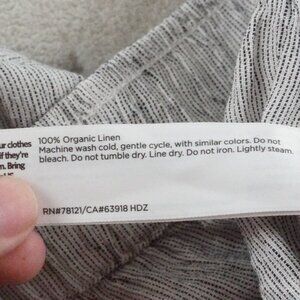 ur clothes
if they're
n. Bring
100% Organic Linen
Machine wash cold, gentle cycle, with similar colors. Do not
bleach. Do not tumble dry. Line dry. Do not iron. Lightly steam.
RN#78121/CA#63918 HDZ